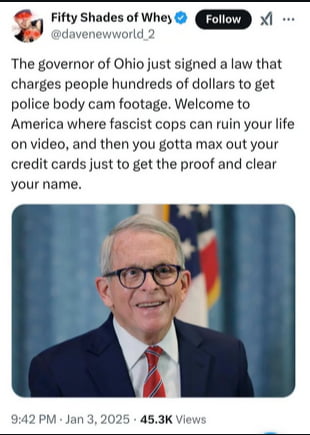 Fifty Shades of Whey
Follow
@davenewworld_2
The governor of Ohio just signed a law that
charges people hundreds of dollars to get
police body cam footage. Welcome to
America where fascist cops can ruin your life
on video, and then you gotta max out your
credit cards just to get the proof and clear
your name.
9:42 PM · Jan 3, 2025 · 45.3K Views